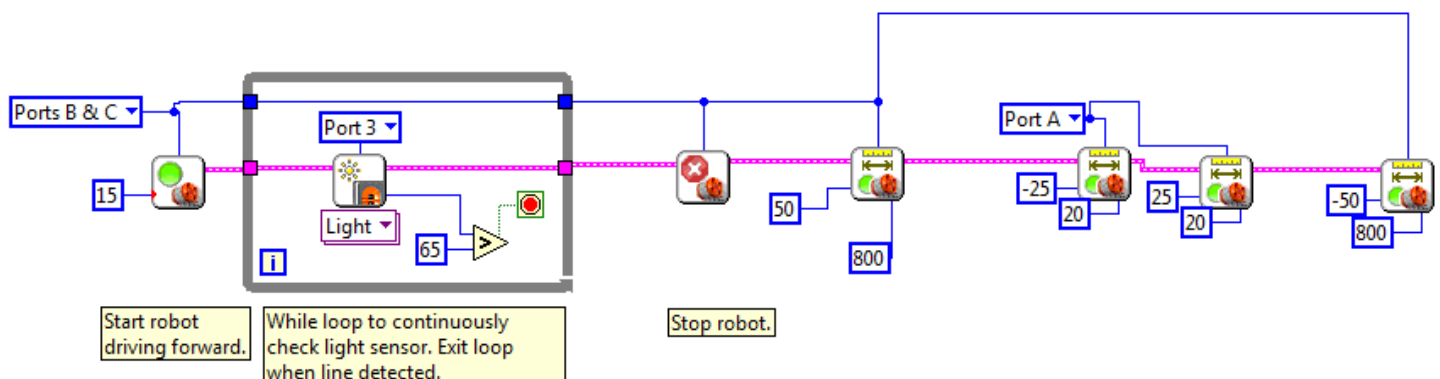 Ports B & C
15
Port 3
Light
65
>
i
50
800
Port A
-25
20
25
20
-50
800
Start robot
driving forward.
While loop to continuously
check light sensor. Exit loop
when line detected.
Stop robot.